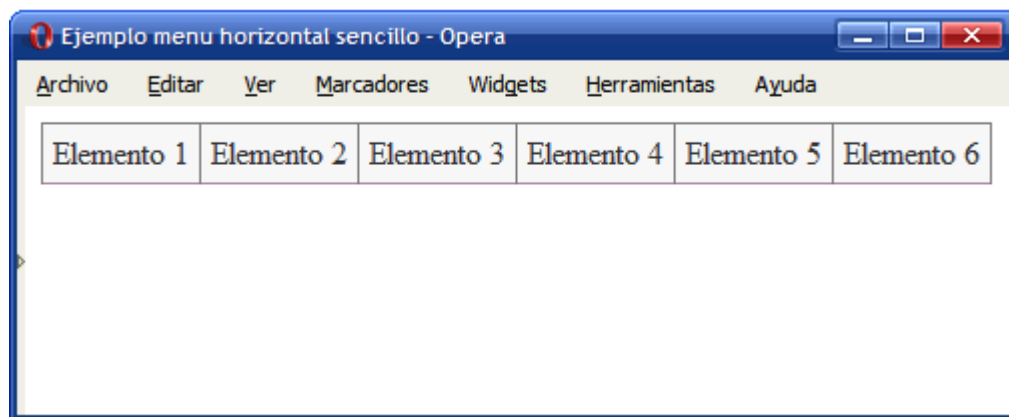 Ejemplo menu horizontal sencillo - Opera
Archivo Editar Ver Marcadores Widgets Herramientas Ayuda
Elemento 1 Elemento 2 Elemento 3 Elemento 4 Elemento 5 Elemento 6